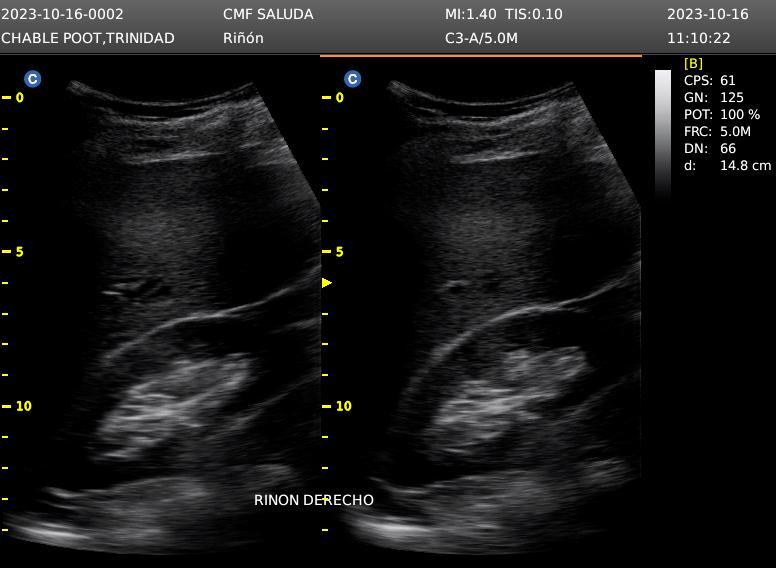 2023-10-16-0002 CMF SALUDA MI:1.40 TIS:0.10 2023-10-16
CHABLE POOT,TRINIDAD Riñón C3-A/5.0M 11:10:22
C C
[B]
CPS: 61
GN: 125
POT: 100 %
FRC: 5.0M
DN: 66
d: 14.8 cm
0 0
5 5
10 10
RINON DERECHO